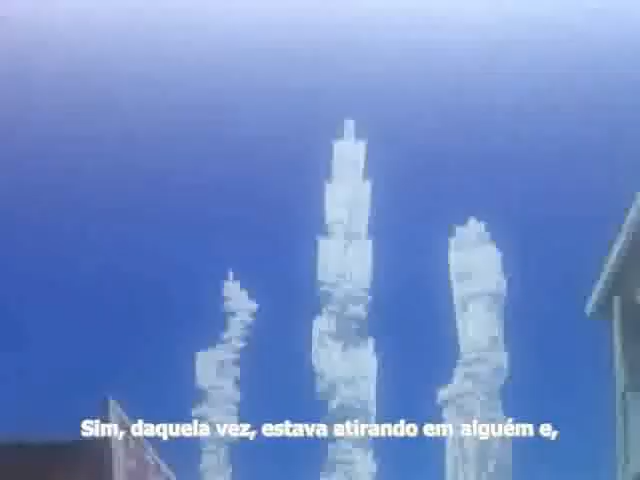 Sim, daquela vez, estava atirando em alguém e,